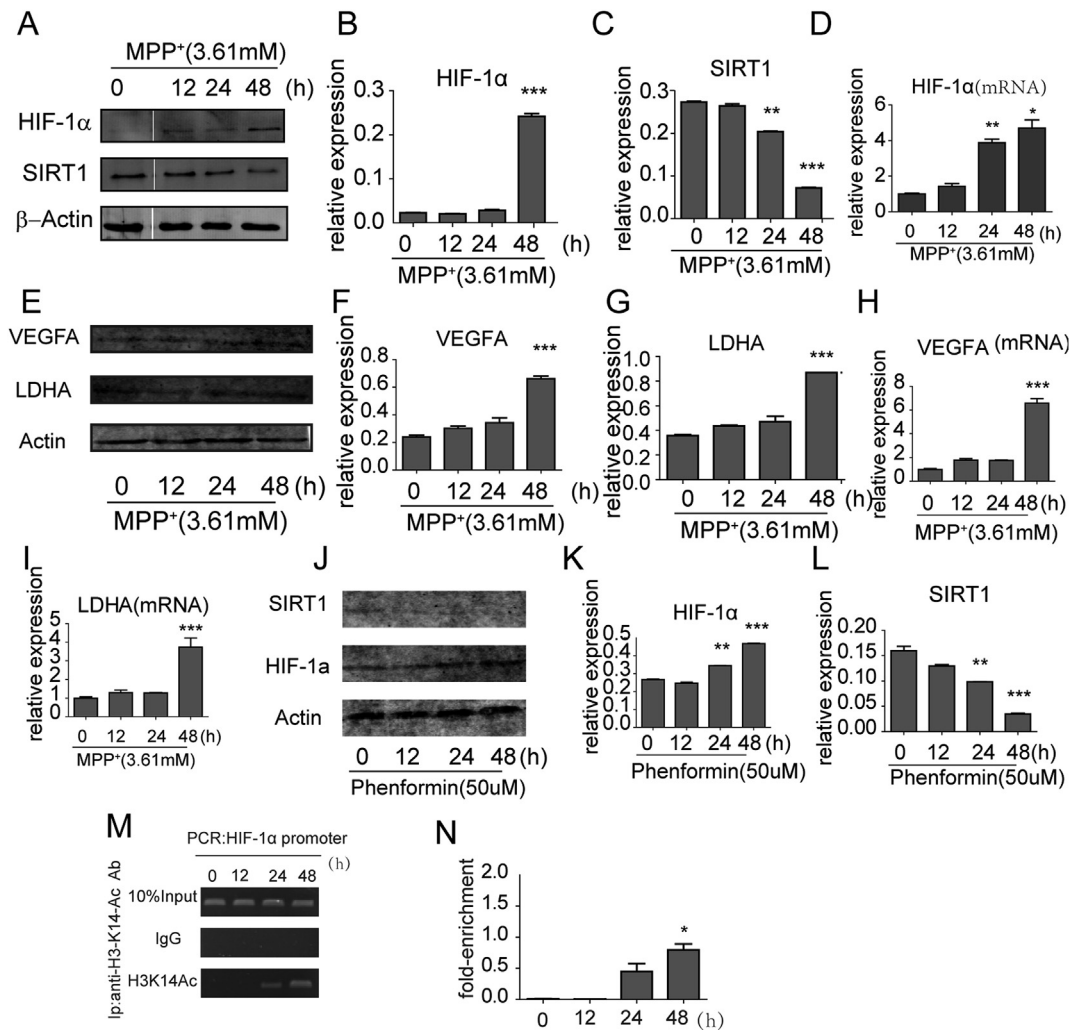 A
MPP+(3.61mM)
0 12 24 48 (h)
HIF-1α
SIRT1
β-Actin
B
HIF-1α
relative expression
0.3
0.2
0.1
0.0
***
0 12 24 48 (h)
MPP+(3.61mM)
C
SIRT1
relative expression
0.3
0.2
0.1
0.0
**
***
0 12 24 48 (h)
MPP+(3.61mM)
D
HIF-1α(mRNA)
relative expression
6
4
2
0
**
*
0 12 24 48 (h)
MPP+(3.61mM)
E
VEGFA
LDHA
Actin
0 12 24 48 (h)
MPP+(3.61mM)
F
VEGFA
relative expression
0.8
0.6
0.4
0.2
0.0
***
0 12 24 48 (h)
MPP+(3.61mM)
G
LDHA
relative expression
1.0
0.8
0.6
0.4
0.2
0.0
***
0 12 24 48 (h)
MPP+(3.61mM)
H
VEGFA (mRNA)
relative expression
8
6
4
2
0
***
0 12 24 48 (h)
MPP+(3.61mM)
I
LDHA(mRNA)
relative expression
5
4
3
2
1
0
***
0 12 24 48 (h)
MPP+(3.61mM)
J
SIRT1
HIF-1a
Actin
0 12 24 48 (h)
Phenformin(50uM)
K
HIF-1α
relative expression
0.5
0.4
0.3
0.2
0.1
0.0
**
***
0 12 24 48 (h)
Phenformin(50uM)
L
SIRT1
relative expression
0.20
0.15
0.10
0.05
0.00
**
***
0 12 24 48 (h)
Phenformin(50uM)
M
PCR:HIF-1α promoter
(h)
0 12 24 48
Ip:anti-H3-K14-Ac Ab
10%Input
IgG
H3K14Ac
N
fold-enrichment
2.0
1.5
1.0
0.5
0.0
*
0 12 24 48 (h)